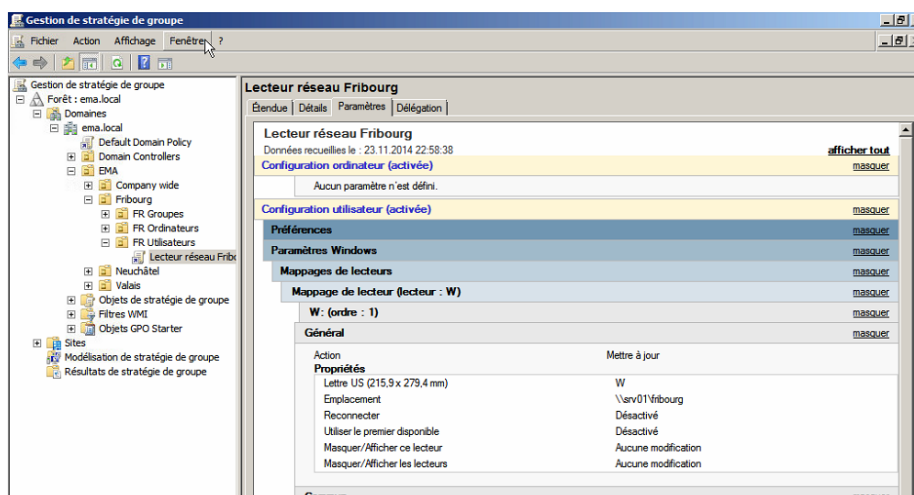 Gestion de stratégie de groupe
Fichier Action Affichage Fenêtre ?
Gestion de stratégie de groupe
Forêt : ema.local
Domaines
ema.local
Default Domain Policy
Domain Controllers
EMA
Company wide
Fribourg
FR Groupes
FR Ordinateurs
FR Utilisateurs
Lecteur réseau Fribo
Neuchâtel
Valais
Objets de stratégie de groupe
Filtres WMI
Objets GPO Starter
Sites
Modélisation de stratégie de groupe
Résultats de stratégie de groupe
Lecteur réseau Fribourg
Étendue Détails Paramètres Délégation
Lecteur réseau Fribourg
Données recueillies le : 23.11.2014 22:58:38 afficher tout
Configuration ordinateur (activée) masquer
Aucun paramètre n'est défini.
Configuration utilisateur (activée) masquer
Préférences masquer
Paramètres Windows masquer
Mappages de lecteurs masquer
Mappage de lecteur (lecteur : W) masquer
W: (ordre : 1) masquer
Général masquer
Action Mettre à jour
Propriétés
Lettre US (215,9 x 279,4 mm) W
Emplacement \\srv01\fribourg
Reconnecter Désactivé
Utiliser le premier disponible Désactivé
Masquer/Afficher ce lecteur Aucune modification
Masquer/Afficher les lecteurs Aucune modification